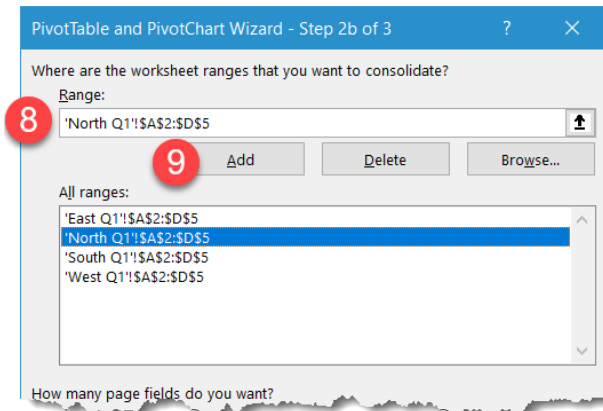 PivotTable and PivotChart Wizard - Step 2b of 3 ?
Where are the worksheet ranges that you want to consolidate?
Range:
8
'North Q1'!$A$2:$D$5
9 Add Delete Browse...
All ranges:
'East Q1'!$A$2:$D$5
'North Q1'!$A$2:$D$5
'South Q1'!$A$2:$D$5
'West Q1'!$A$2:$D$5
How many page fields do you want?